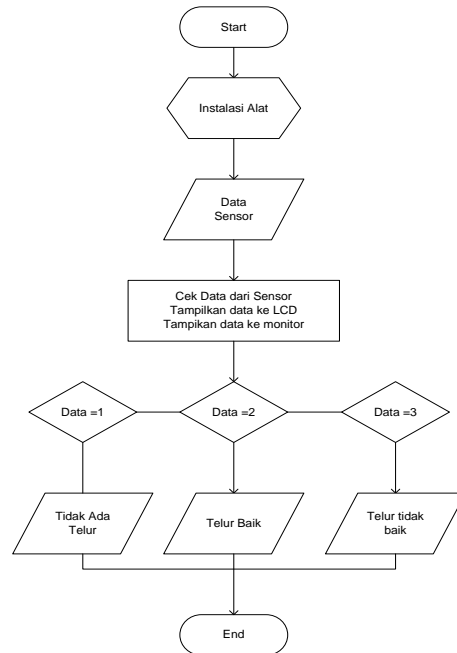 Start
Instalasi Alat
Data
Sensor
Cek Data dari Sensor
Tampilkan data ke LCD
Tampikan data ke monitor
Data =1
Data =2
Data =3
Tidak Ada
Telur
Telur Baik
Telur tidak
baik
End